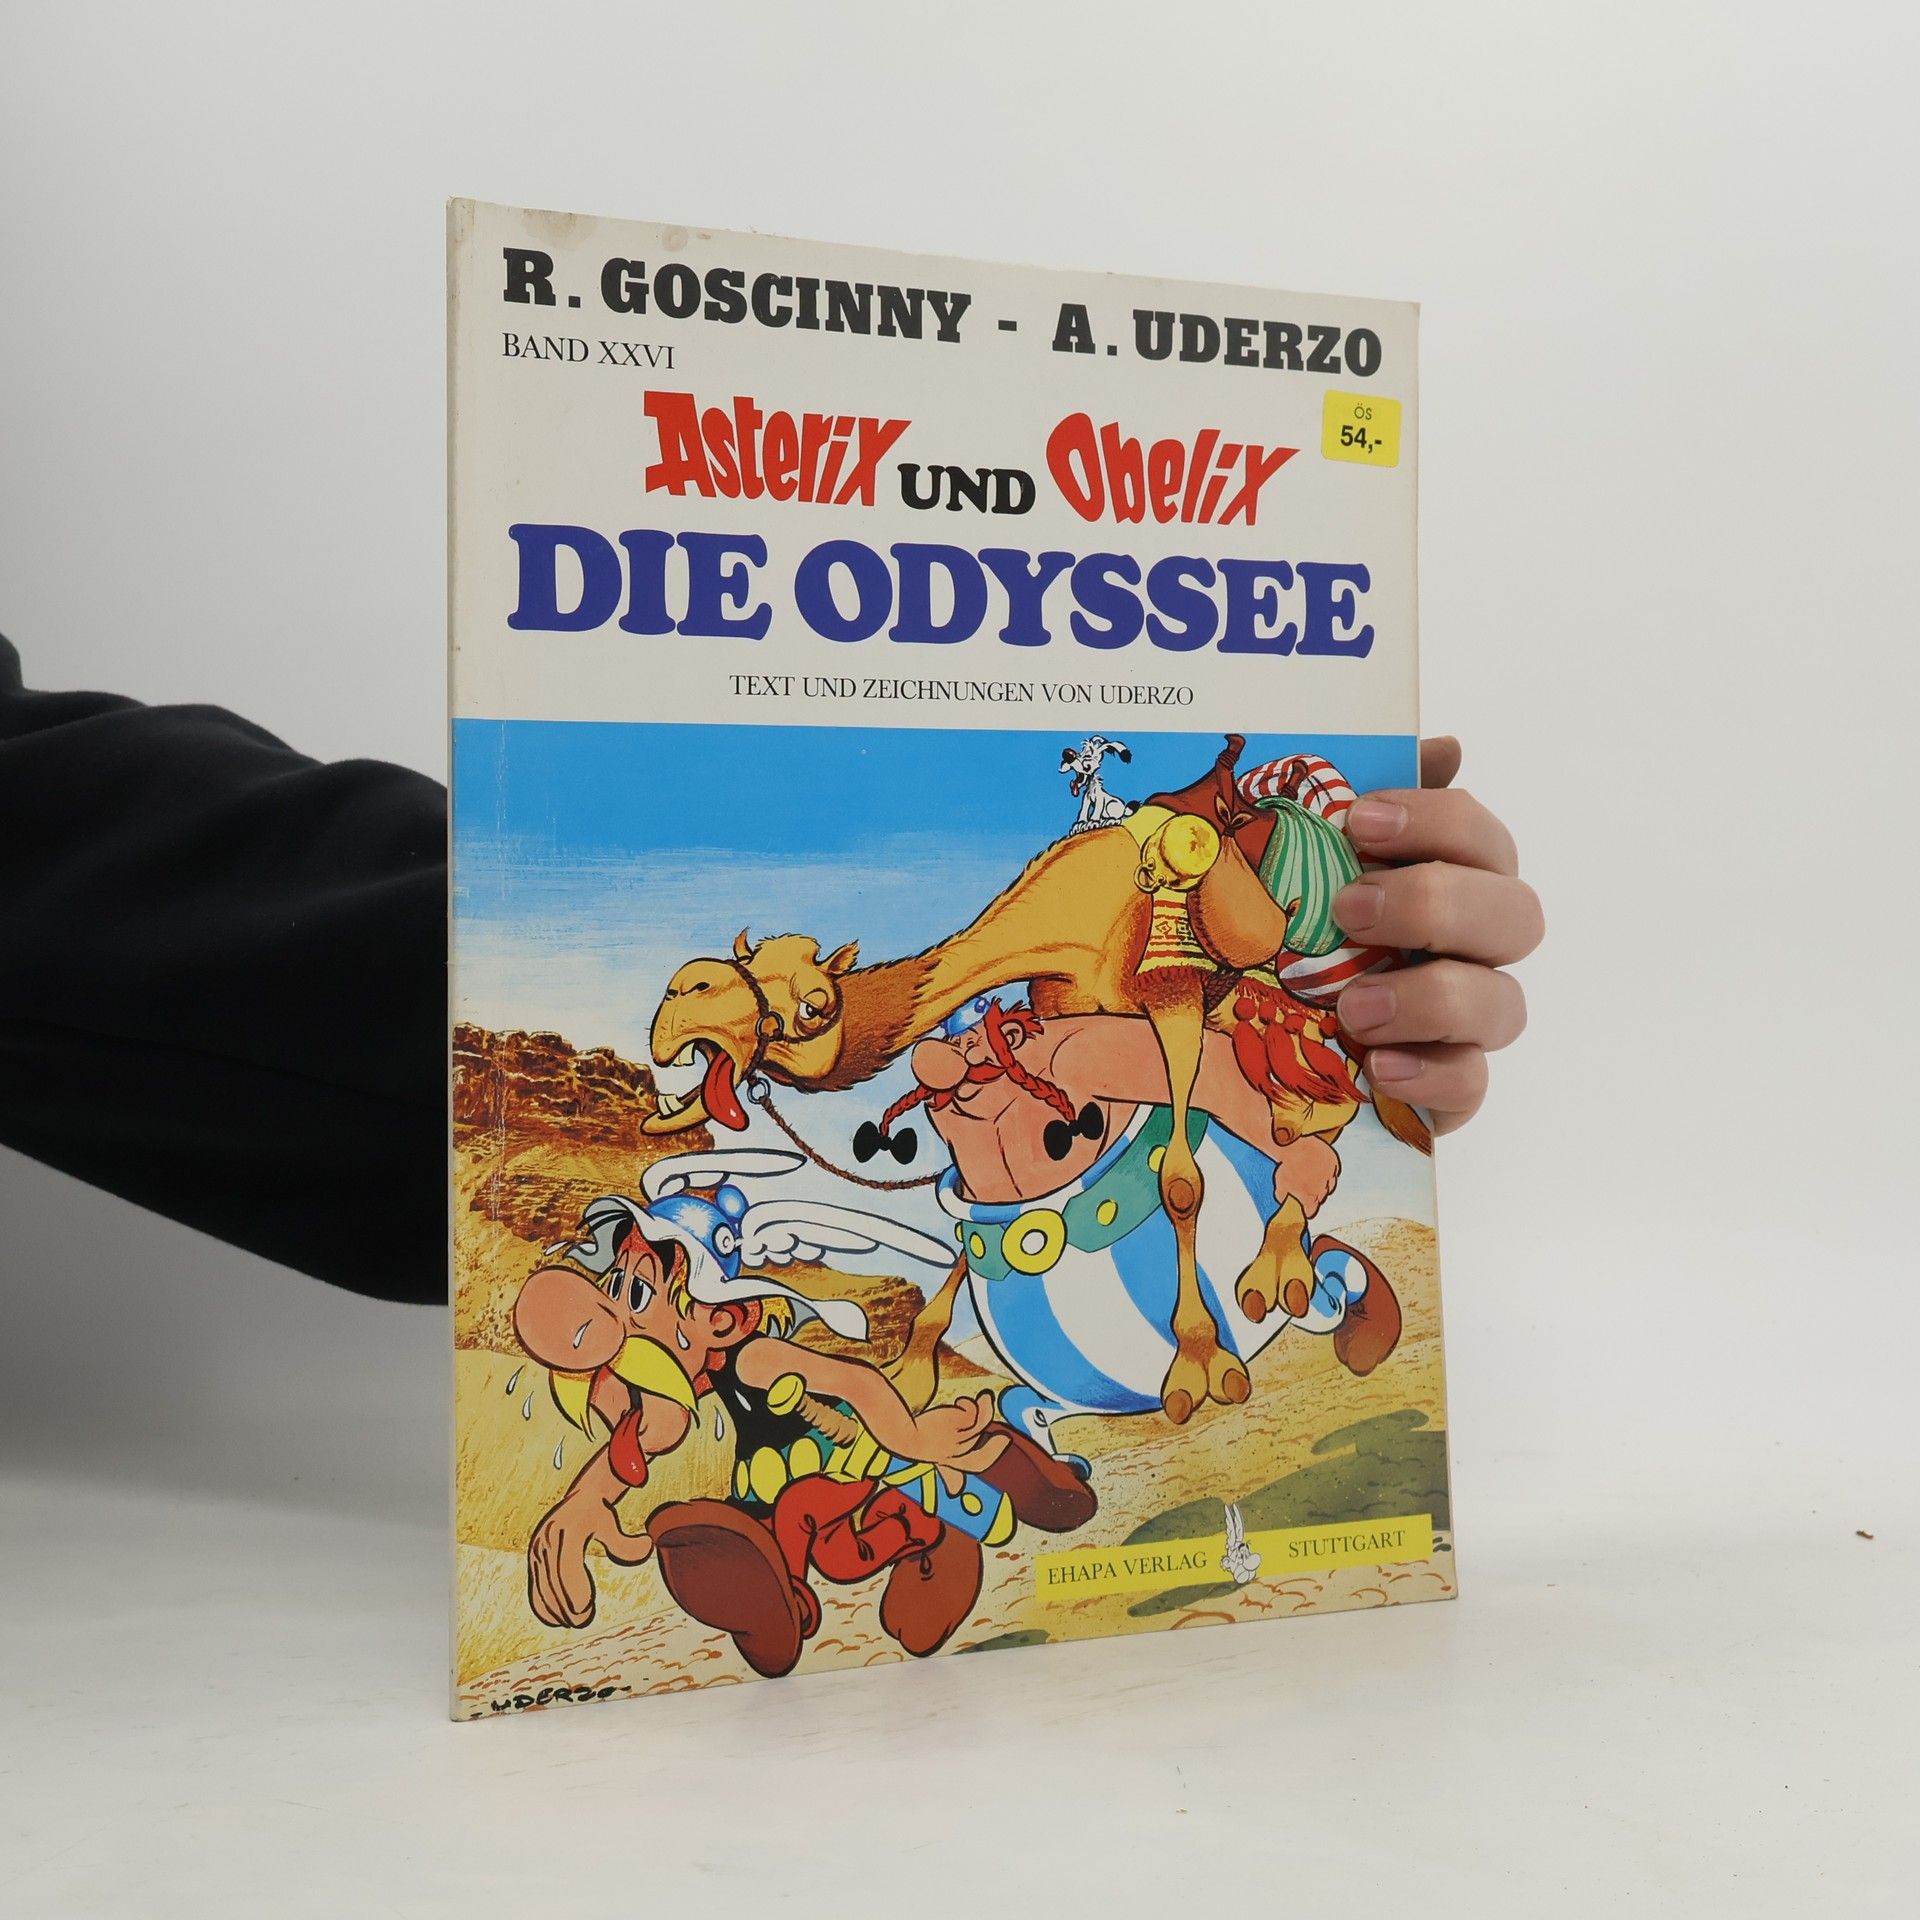 R. GOSCINNY - A. UDERZO
BAND XXVI
ÖS
54,-
Asterix UND Obelix
DIE ODYSSEE
TEXT UND ZEICHNUNGEN VON UDERZO
EHAPA VERLAG STUTTGART
-UDERZO-